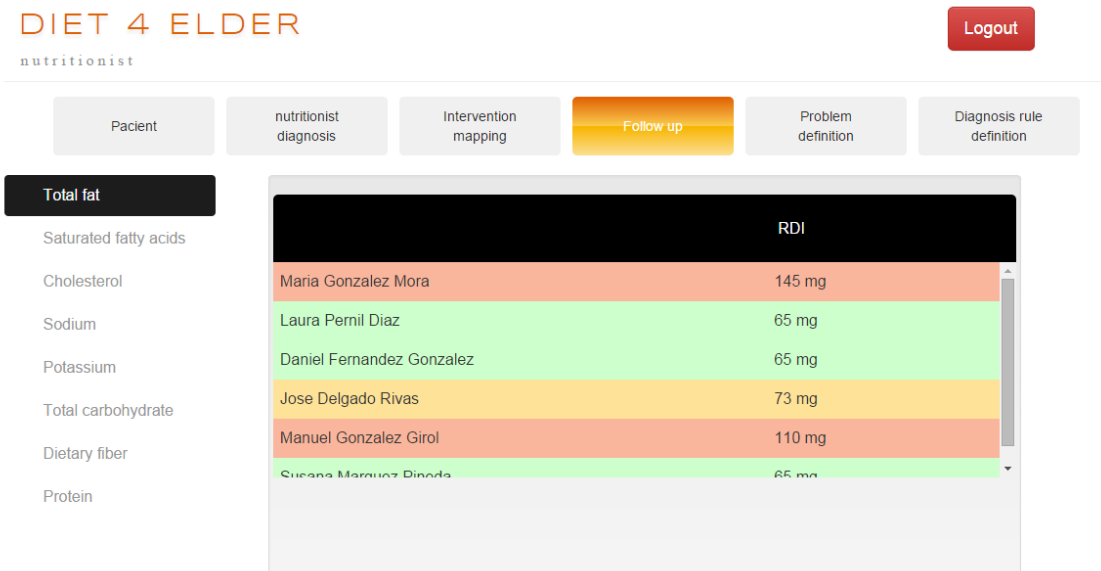 DIET 4 ELDER
Logout
nutritionist
Pacient
nutritionist
diagnosis
Intervention
mapping
Follow up
Problem
definition
Diagnosis rule
definition
Total fat
Saturated fatty acids
Cholesterol
Sodium
Potassium
Total carbohydrate
Dietary fiber
Protein
RDI
Maria Gonzalez Mora 145 mg
Laura Pernil Diaz 65 mg
Daniel Fernandez Gonzalez 65 mg
Jose Delgado Rivas 73 mg
Manuel Gonzalez Girol 110 mg
Susana Marquez Pineda 65 mg